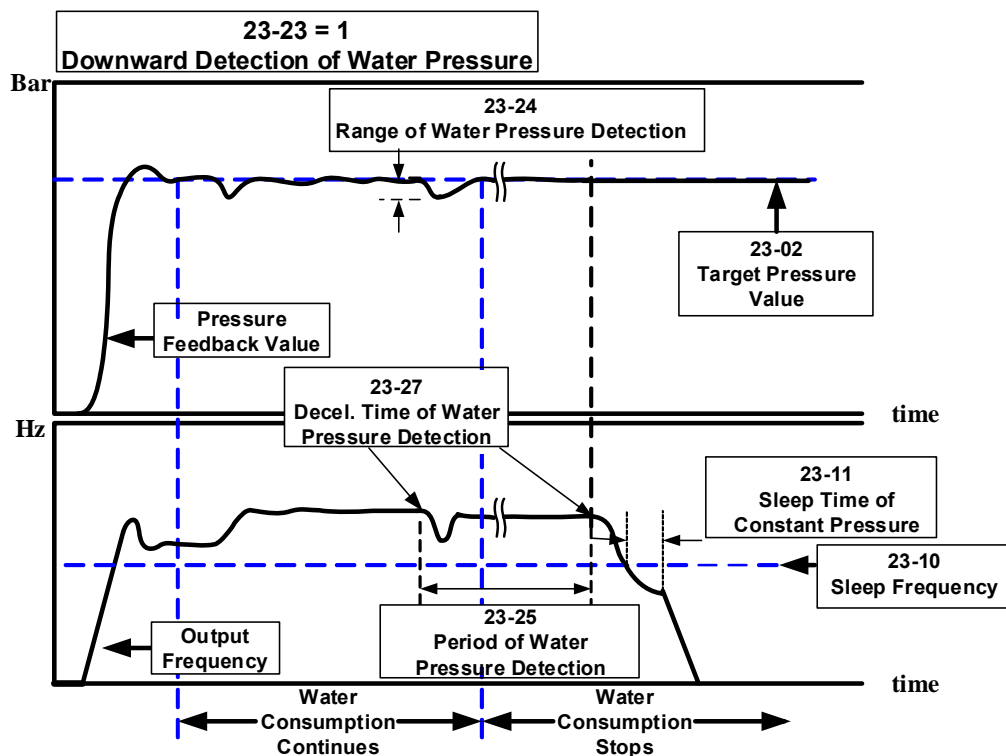 23-23 = 1
Downward Detection of Water Pressure
Bar
23-24
Range of Water Pressure Detection
23-02
Target Pressure
Value
Pressure
Feedback Value
23-27
Decel. Time of Water
Pressure Detection
time
Hz
23-11
Sleep Time of
Constant Pressure
23-10
Sleep Frequency
23-25
Period of Water
Pressure Detection
Output
Frequency
time
Water
Consumption
Continues
Water
Consumption
Stops